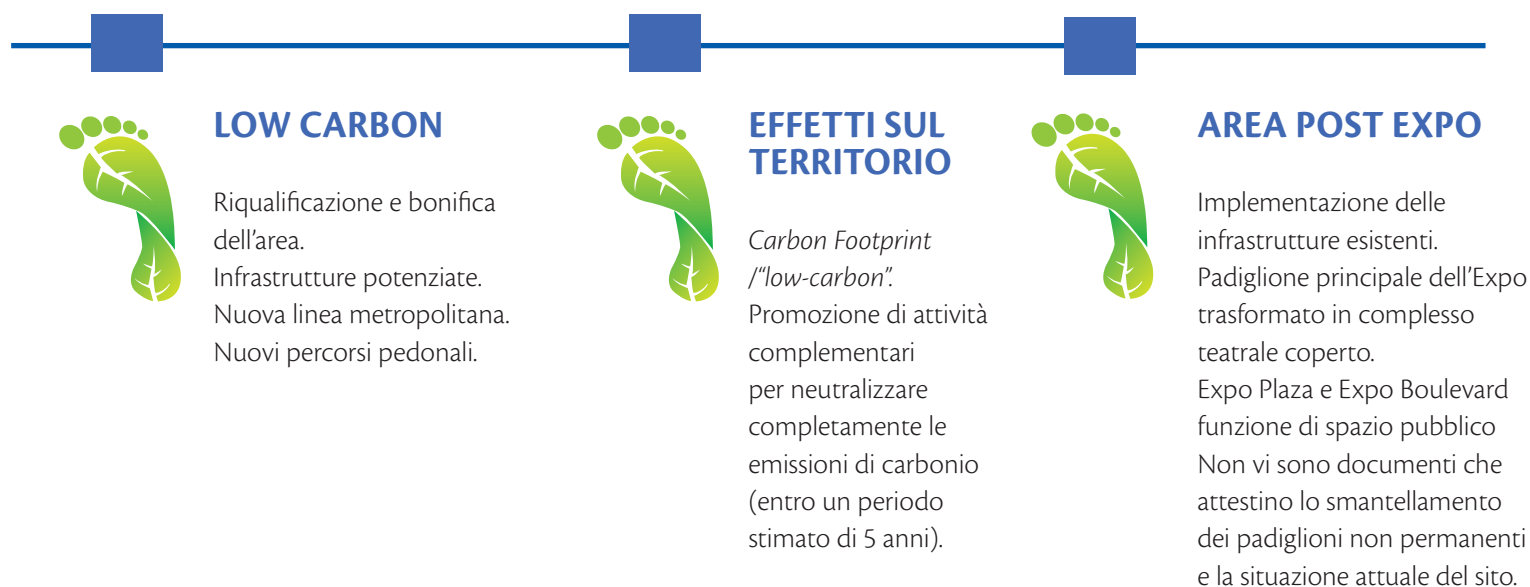 LOW CARBON
Riqualificazione e bonifica
dell’area.
Infrastrutture potenziate.
Nuova linea metropolitana.
Nuovi percorsi pedonali.
EFFETTI SUL
TERRITORIO
Carbon Footprint
/“low-carbon”.
Promozione di attività
complementari
per neutralizzare
completamente le
emissioni di carbonio
(entro un periodo
stimato di 5 anni).
AREA POST EXPO
Implementazione delle
infrastrutture esistenti.
Padiglione principale dell’Expo
trasformato in complesso
teatrale coperto.
Expo Plaza e Expo Boulevard
funzione di spazio pubblico
Non vi sono documenti che
attestino lo smantellamento
dei padiglioni non permanenti
e la situazione attuale del sito.